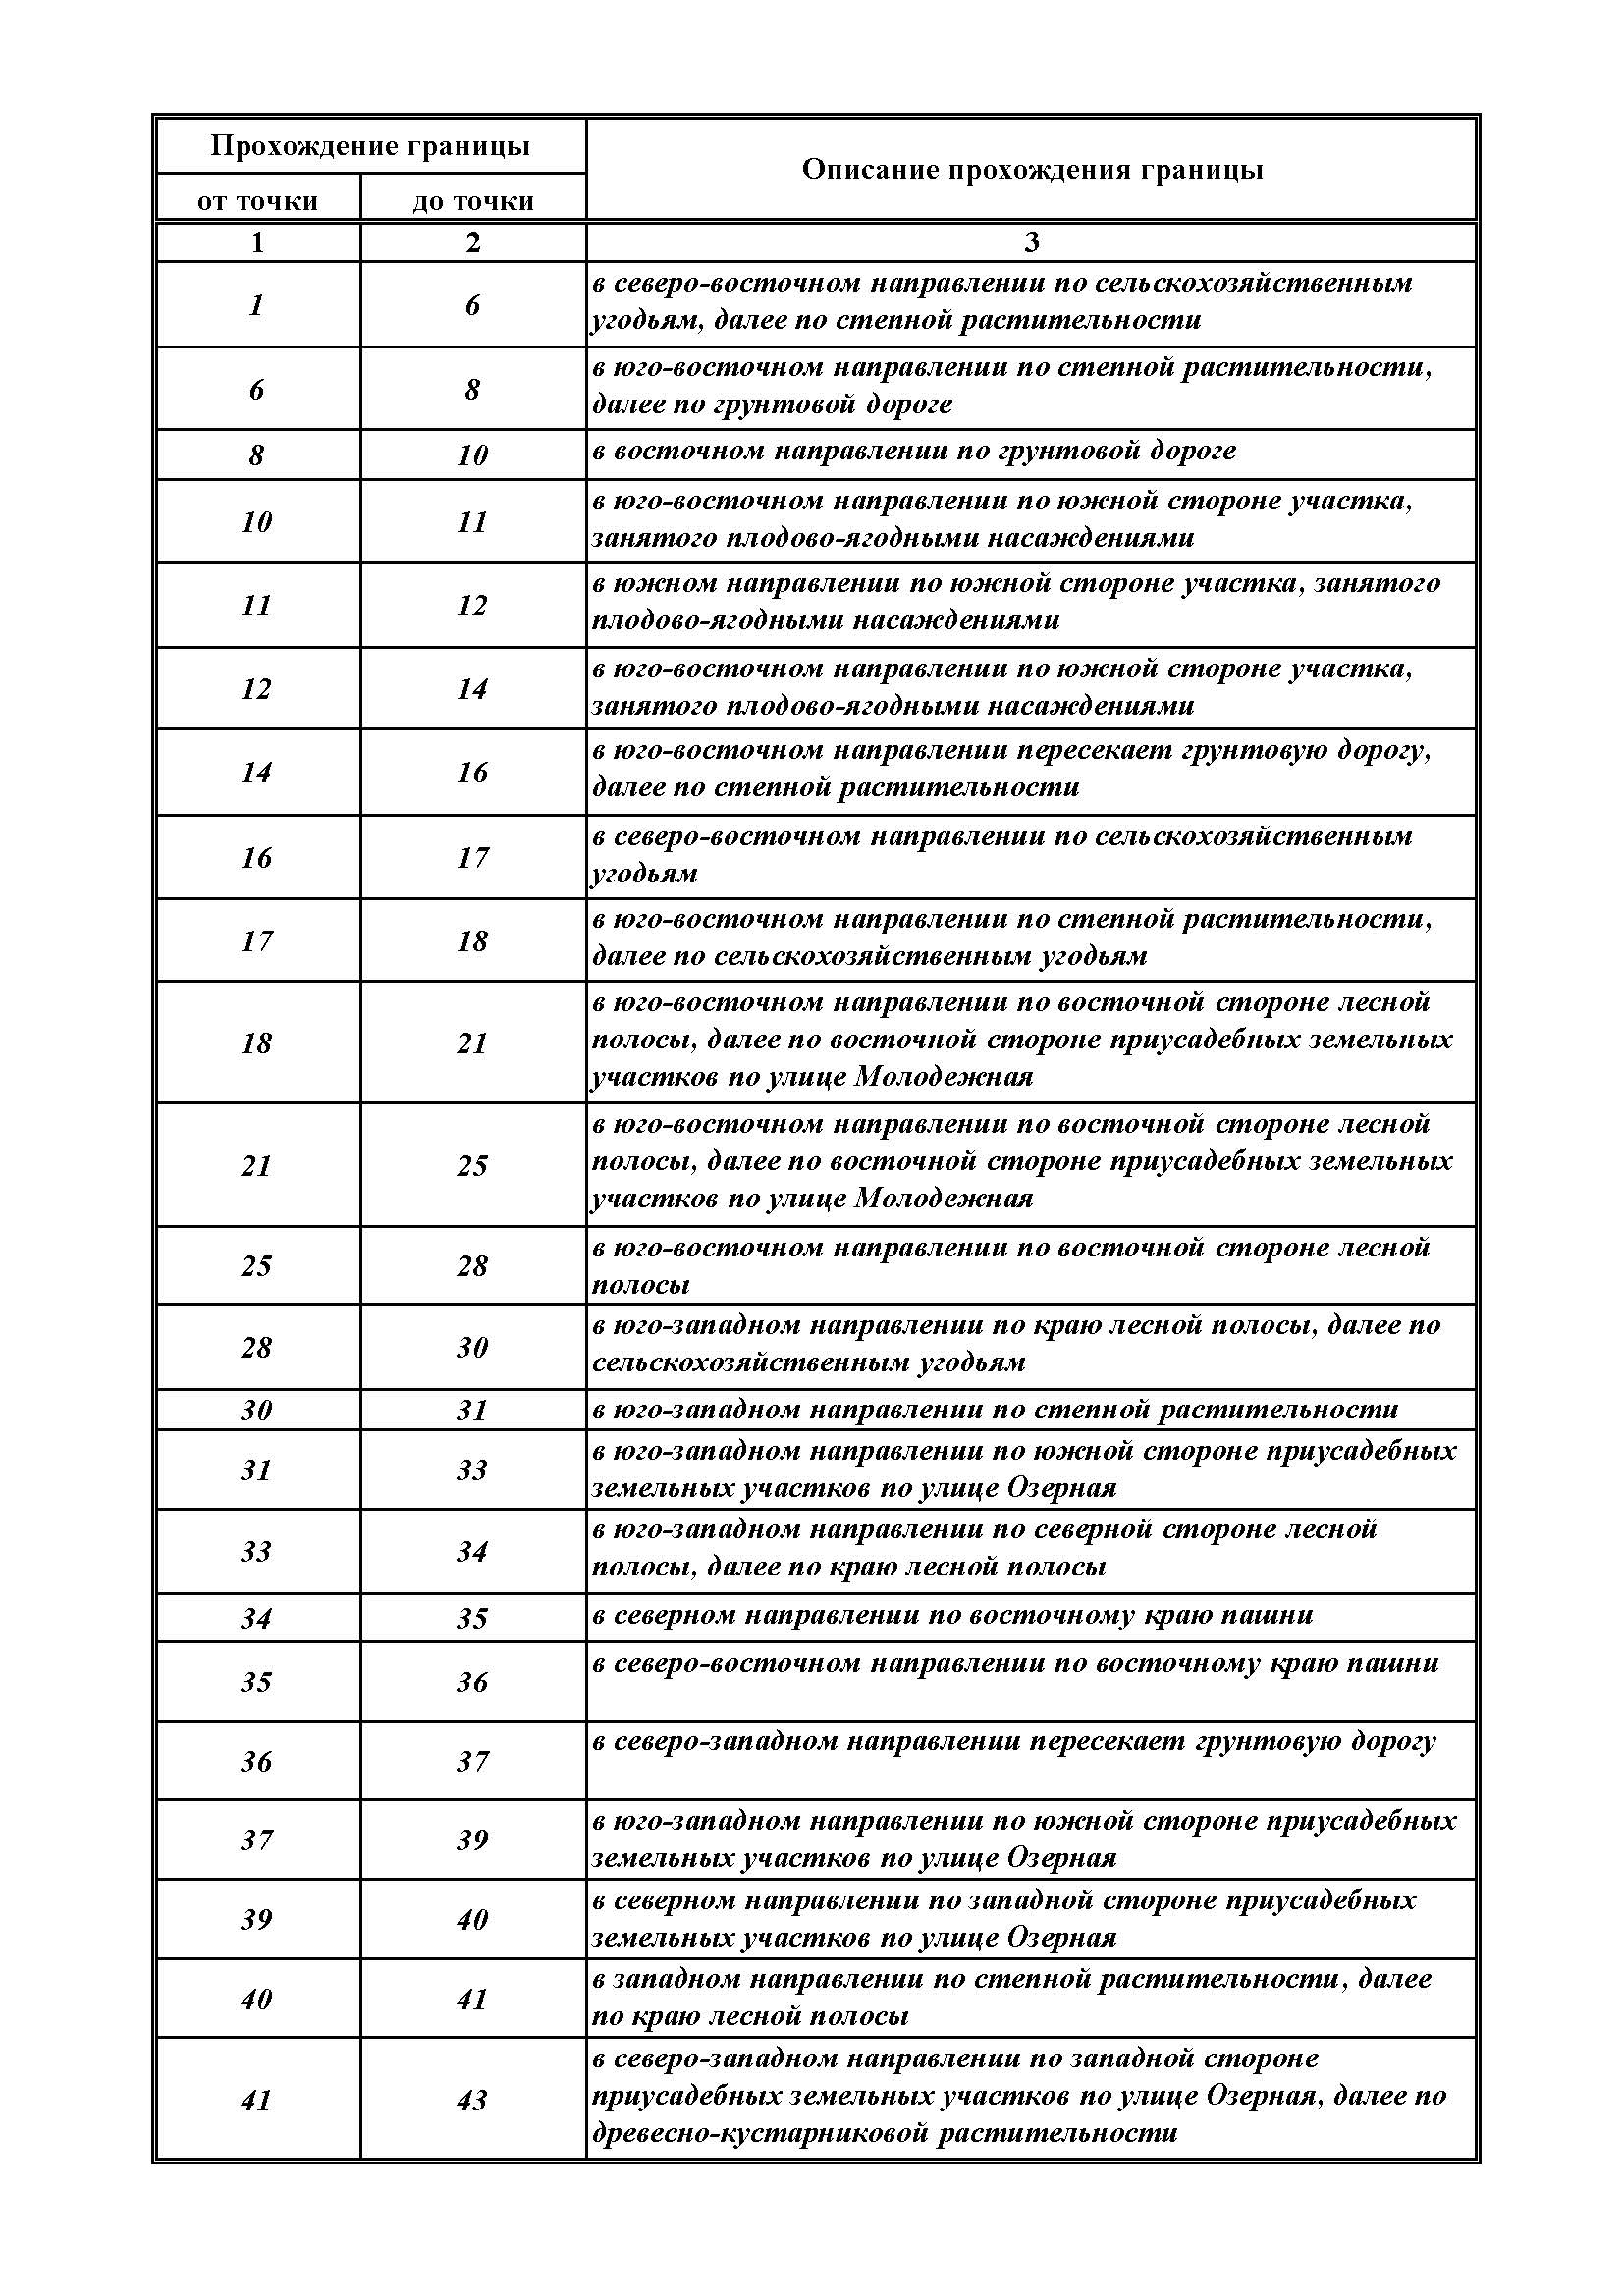 Прохождение границы
Описание прохождения границы
от точки
до точки
1
2
3
1
6
в северо-восточном направлении по сельскохозяйственным
угодьям, далее по степной растительности
6
8
в юго-восточном направлении по степной растительности,
далее по грунтовой дороге
8
10
в восточном направлении по грунтовой дороге
10
11
в юго-восточном направлении по южной стороне участка,
занятого плодово-ягодными насаждениями
11
12
в южном направлении по южной стороне участка, занятого
плодово-ягодными насаждениями
12
14
в юго-восточном направлении по южной стороне участка,
занятого плодово-ягодными насаждениями
14
16
в юго-восточном направлении пересекает грунтовую дорогу,
далее по степной растительности
16
17
в северо-восточном направлении по сельскохозяйственным
угодьям
17
18
в юго-восточном направлении по степной растительности,
далее по сельскохозяйственным угодьям
18
21
в юго-восточном направлении по восточной стороне лесной
полосы, далее по восточной стороне приусадебных земельных
участков по улице Молодежная
21
25
в юго-восточном направлении по восточной стороне лесной
полосы, далее по восточной стороне приусадебных земельных
участков по улице Молодежная
25
28
в юго-восточном направлении по восточной стороне лесной
полосы
28
30
в юго-западном направлении по краю лесной полосы, далее по
сельскохозяйственным угодьям
30
31
в юго-западном направлении по степной растительности
31
33
в юго-западном направлении по южной стороне приусадебных
земельных участков по улице Озерная
33
34
в юго-западном направлении по северной стороне лесной
полосы, далее по краю лесной полосы
34
35
в северном направлении по восточному краю пашни
35
36
в северо-восточном направлении по восточному краю пашни
36
37
в северо-западном направлении пересекает грунтовую дорогу
37
39
в юго-западном направлении по южной стороне приусадебных
земельных участков по улице Озерная
39
40
в северном направлении по западной стороне приусадебных
земельных участков по улице Озерная
40
41
в западном направлении по степной растительности, далее
по краю лесной полосы
41
43
в северо-западном направлении по западной стороне
приусадебных земельных участков по улице Озерная, далее по
древесно-кустарниковой растительности